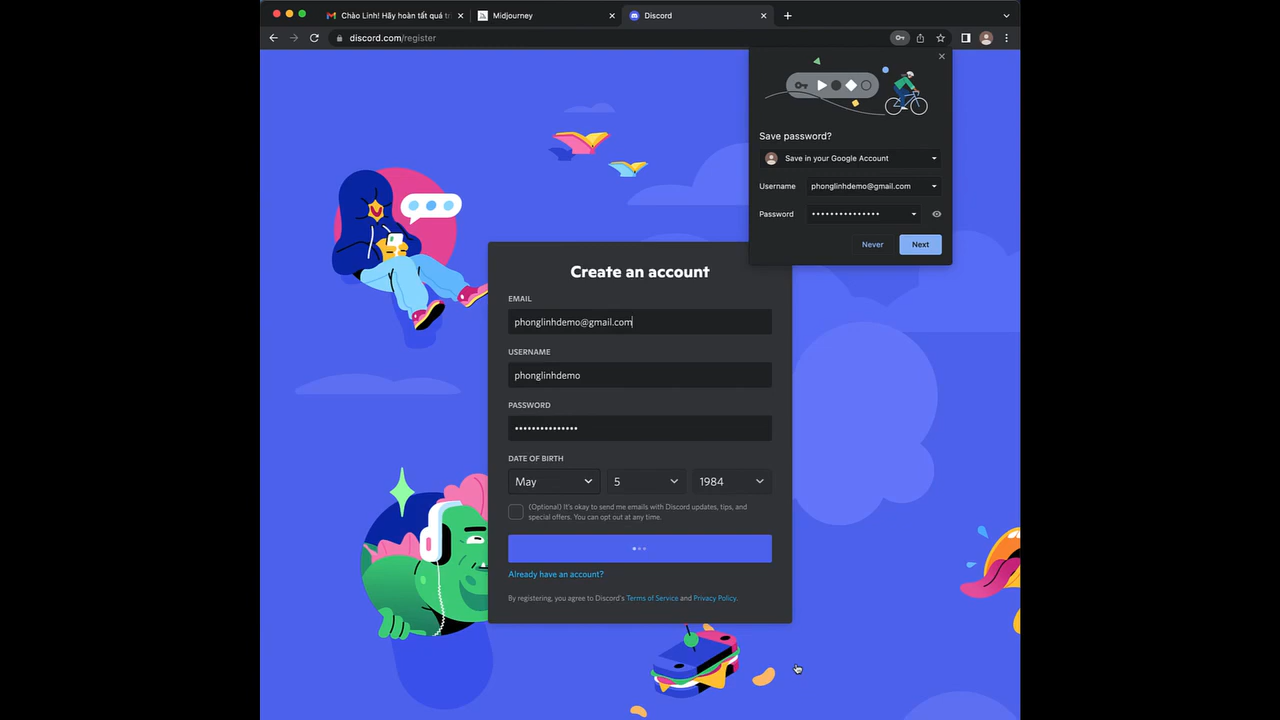 Chào Linh! Hãy hoàn tất quá tr
Midjourney
Discord
discord.com/register
Save password?
Save in your Google Account
Username
phonglinhdemo@gmail.com
Password
•••••••••••••••
Never
Next
Create an account
EMAIL
phonglinhdemo@gmail.com
USERNAME
phonglinhdemo
PASSWORD
•••••••••••••••
DATE OF BIRTH
May
5
1984
(Optional) It's okay to send me emails with Discord updates, tips, and
special offers. You can opt out at any time.
Already have an account?
By registering, you agree to Discord's Terms of Service and Privacy Policy.